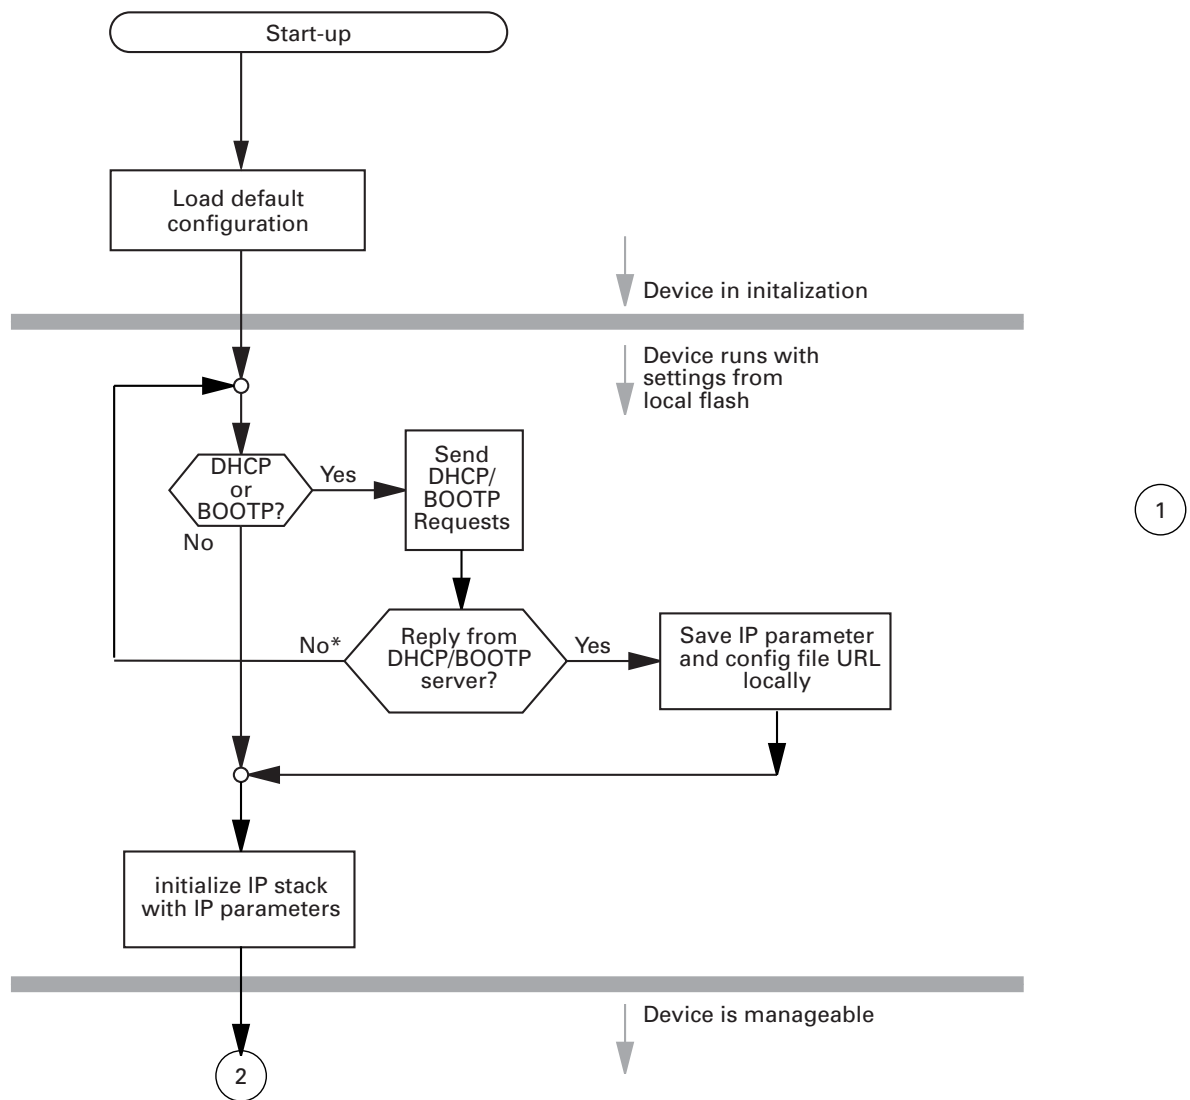 Start-up
Load default
configuration
Device in initalization
Device runs with
settings from
local flash
DHCP
or
BOOTP?
Yes
Send
DHCP/
BOOTP
Requests
1
No
No*
Reply from
DHCP/BOOTP
server?
Yes
Save IP parameter
and config file URL
locally
initialize IP stack
with IP parameters
Device is manageable
2